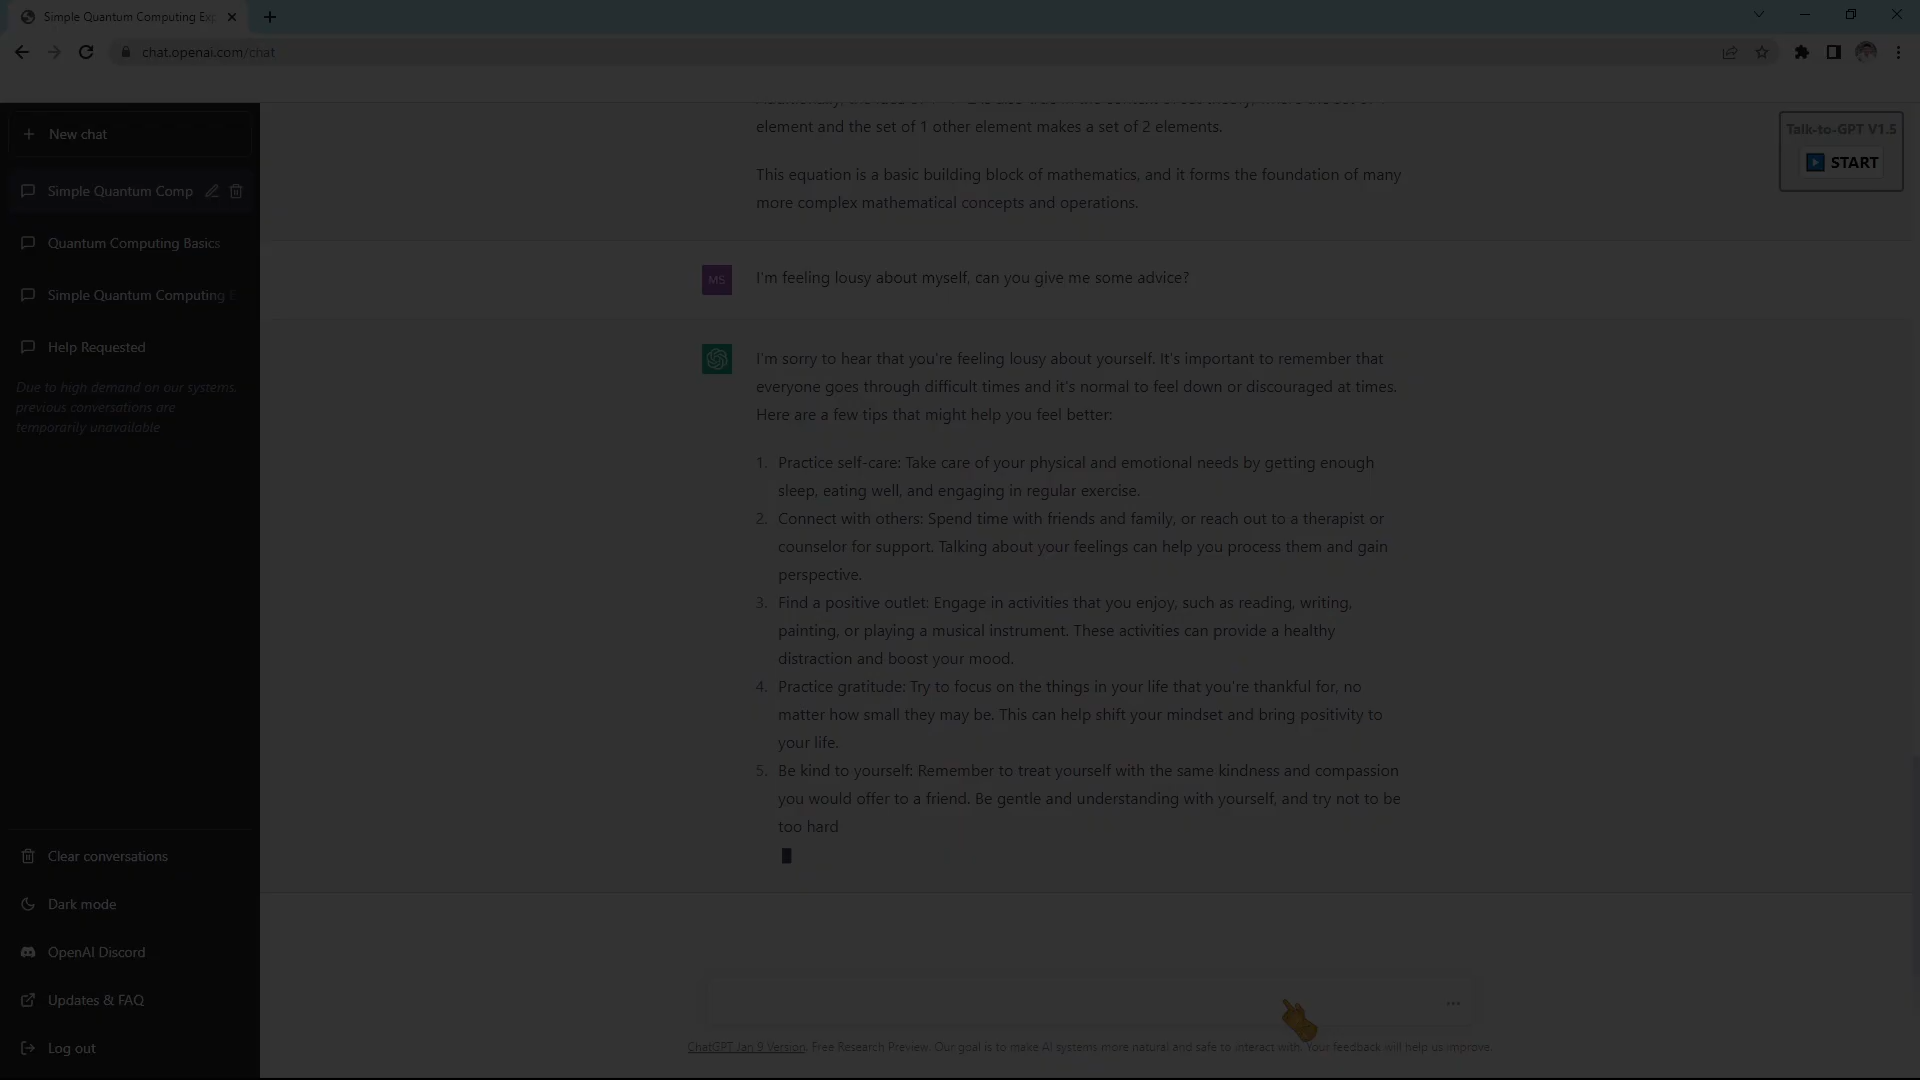 Simple Quantum Computing Exp
chat.openai.com/chat
New chat
Simple Quantum Comp
Quantum Computing Basics
Simple Quantum Computing E
Help Requested
Due to high demand on our systems,
previous conversations are
temporarily unavailable
Clear conversations
Dark mode
OpenAI Discord
Updates & FAQ
Log out
element and the set of 1 other element makes a set of 2 elements.
This equation is a basic building block of mathematics, and it forms the foundation of many
more complex mathematical concepts and operations.
MS
I'm feeling lousy about myself, can you give me some advice?
I'm sorry to hear that you're feeling lousy about yourself. It's important to remember that
everyone goes through difficult times and it's normal to feel down or discouraged at times.
Here are a few tips that might help you feel better:
1. Practice self-care: Take care of your physical and emotional needs by getting enough
sleep, eating well, and engaging in regular exercise.
2. Connect with others: Spend time with friends and family, or reach out to a therapist or
counselor for support. Talking about your feelings can help you process them and gain
perspective.
3. Find a positive outlet: Engage in activities that you enjoy, such as reading, writing,
painting, or playing a musical instrument. These activities can provide a healthy
distraction and boost your mood.
4. Practice gratitude: Try to focus on the things in your life that you're thankful for, no
matter how small they may be. This can help shift your mindset and bring positivity to
your life.
5. Be kind to yourself: Remember to treat yourself with the same kindness and compassion
you would offer to a friend. Be gentle and understanding with yourself, and try not to be
too hard
ChatGPT Jan 9 Version. Free Research Preview. Our goal is to make AI systems more natural and safe to interact with. Your feedback will help us improve.
Talk-to-GPT V1.5
START